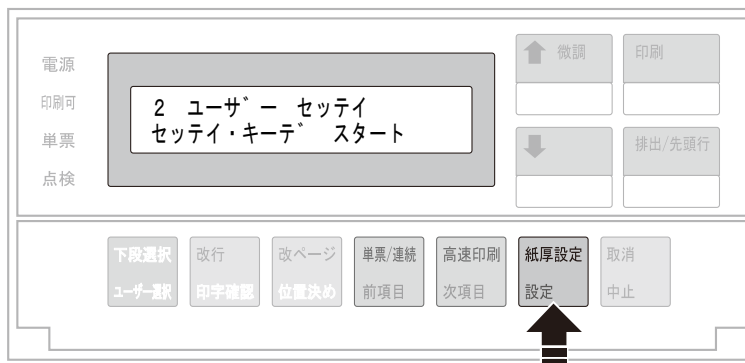 電源
印刷可
単票
点検
2 ユーザー セッテイ
セッテイ・キーデ スタート
微調
印刷
排出/先頭行
下段選択
ユーザー選択
改行
印字確認
改ページ
位置決め
単票/連続
前項目
高速印刷
次項目
紙厚設定
設定
取消
中止